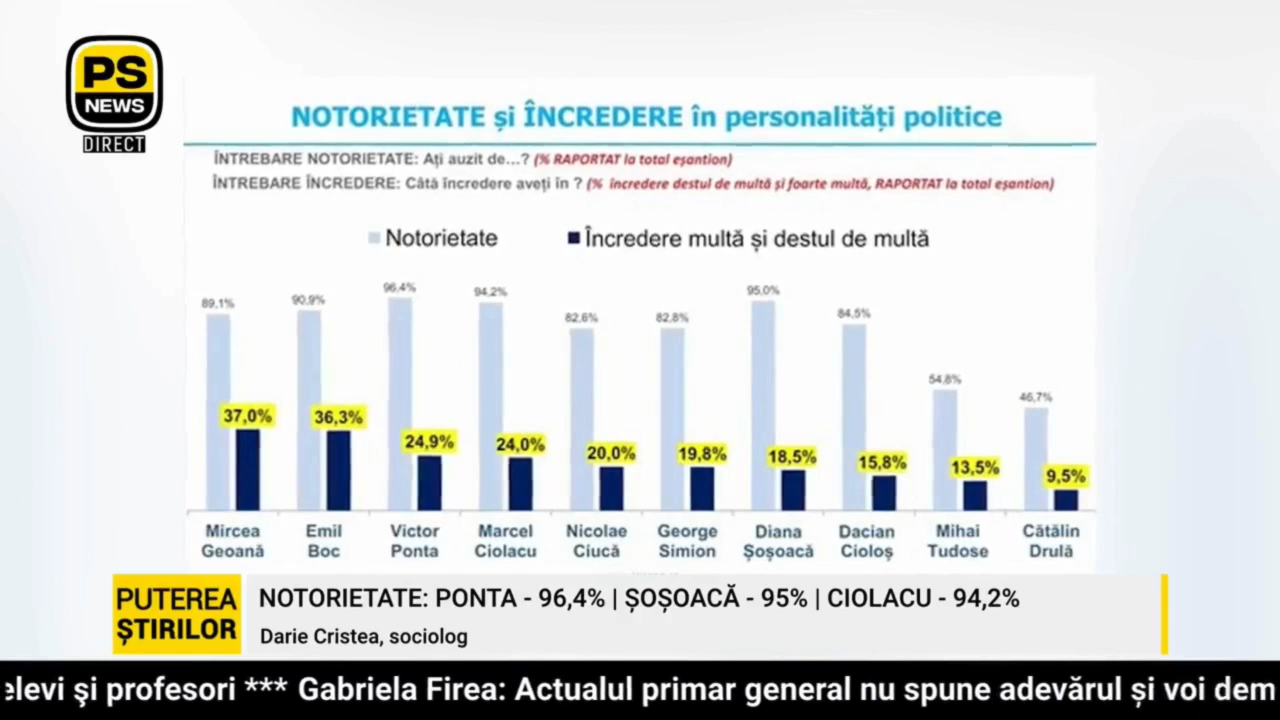 PS
NEWS
DIRECT
NOTORIETATE și ÎNCREDERE în personalități politice
ÎNTREBARE NOTORIETATE: Ați auzit de...? (% RAPORTAT la total eșantion)
ÎNTREBARE ÎNCREDERE: Câtă încredere aveți în ? (% încredere destul de multă și foarte multă, RAPORTAT la total eșantion)
Notorietate Încredere multă și destul de multă
89,1% 90,9% 96,4% 94,2% 82,6% 82,8% 95,0% 84,5% 54,8% 46,7%
37,0% 36,3% 24,9% 24,0% 20,0% 19,8% 18,5% 15,8% 13,5% 9,5%
Mircea Emil Victor Marcel Nicolae George Diana Dacian Mihai Cătălin
Geoană Boc Ponta Ciolacu Ciucă Simion Șoșoacă Cioloș Tudose Drulă
PUTEREA
ȘTIRILOR
NOTORIETATE: PONTA - 96,4% | ȘOȘOACĂ - 95% | CIOLACU - 94,2%
Darie Cristea, sociolog
elevi şi profesori *** Gabriela Firea: Actualul primar general nu spune adevărul și voi dem